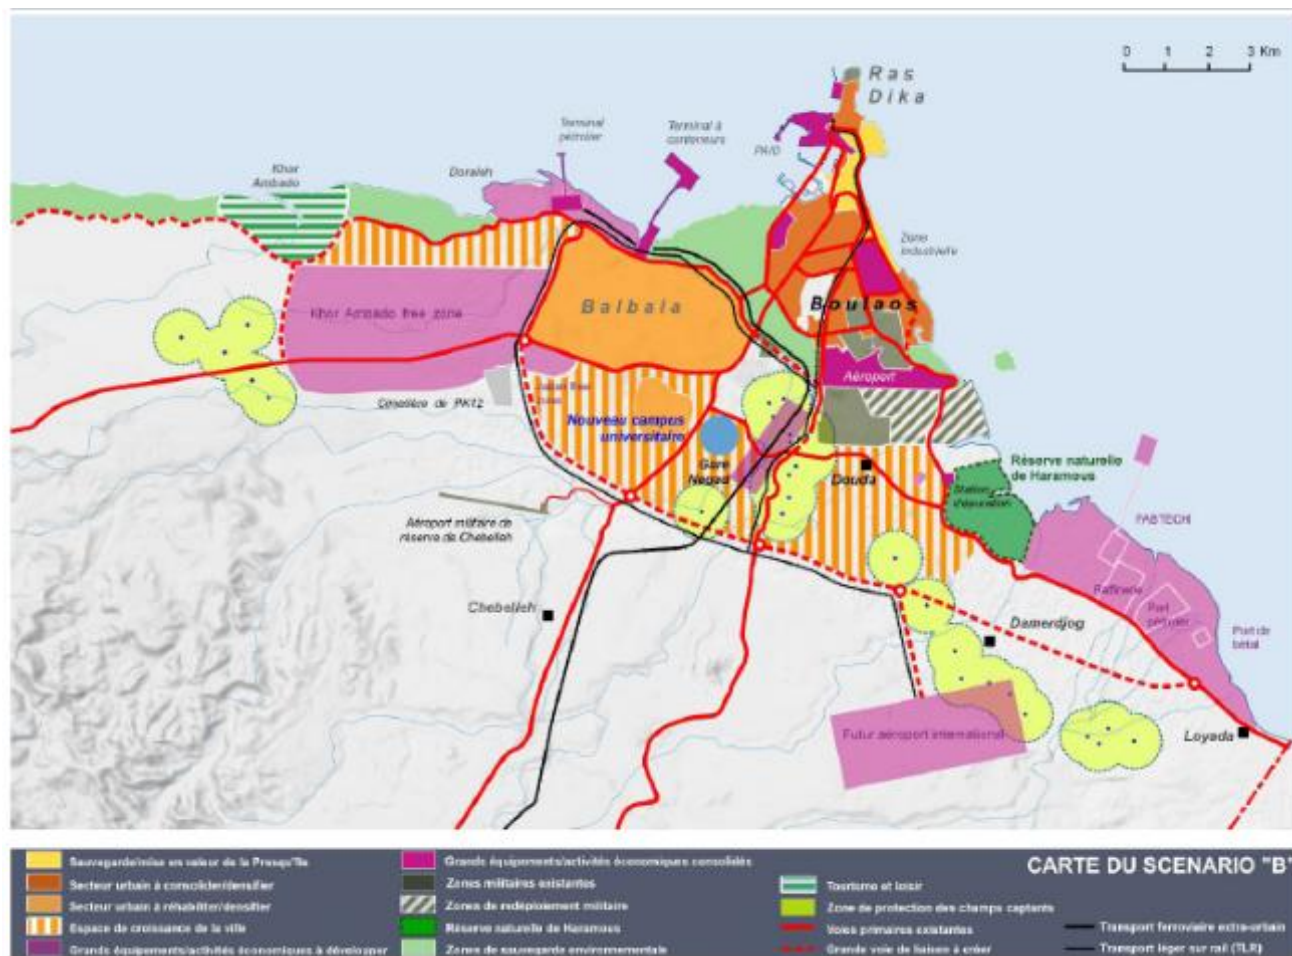 0 1 2 3 Km
Ras
Dika
Terminal
pétrolier
Terminal à
conteneurs
PAID
Khor
Ambado
Doraleh
Zone
industrielle
Balbala
Boulaos
Khor Ambado free zone
Aéroport
Cimetière de PK12
Nouveau campus
universitaire
Gare
Nagad
Douda
Réserve naturelle
de Haramous
Station
d'épuration
Aéroport militaire de
réserve de Chebelleh
Raffinerie
Chebelleh
Damerdjog
Port de
bétail
Futur aéroport international
Loyada
CARTE DU SCENARIO "B"
Sauvegarde/mise en valeur de la Presqu'île
Secteur urbain à consolider/densifier
Secteur urbain à réhabiliter/densifier
Espace de croissance de la ville
Grands équipements/activités économiques à développer
Grands équipements/activités économiques consolidés
Zones militaires existantes
Zones de redéploiement militaire
Réserve naturelle de Haramous
Zones de sauvegarde environnementale
Tourisme et loisir
Zone de protection des champs captants
Voies primaires existantes
Grande voie de liaison à créer
Transport ferroviaire extra-urbain
Transport léger sur rail (TLR)